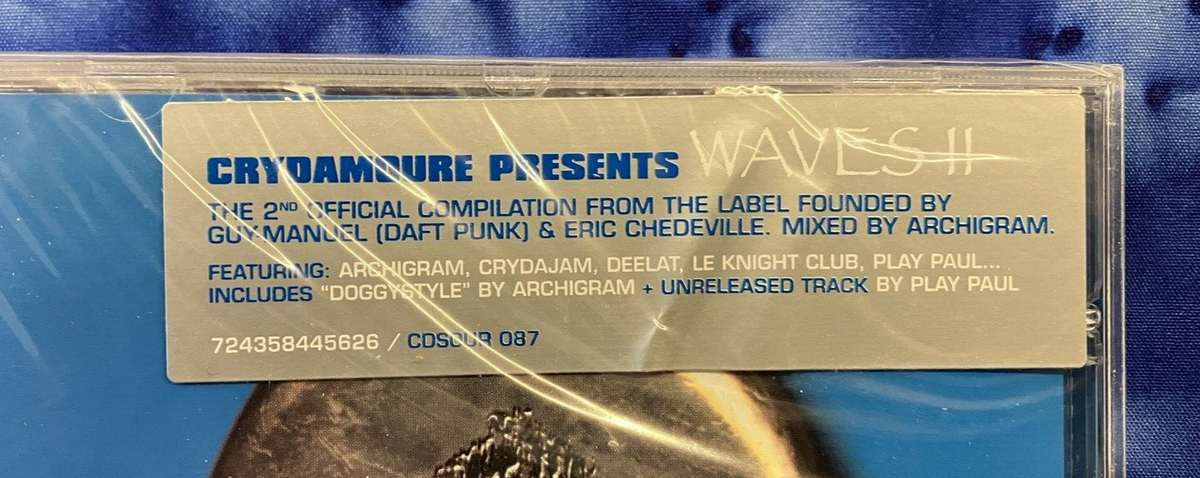 CRYDAMOURE PRESENTS WAVES II
THE 2ND OFFICIAL COMPILATION FROM THE LABEL FOUNDED BY
GUY.MANUEL (DAFT PUNK) & ERIC CHEDEVILLE. MIXED BY ARCHIGRAM.
FEATURING: ARCHIGRAM, CRYDAJAM, DEELAT, LE KNIGHT CLUB, PLAY PAUL...
INCLUDES “DOGGYSTYLE” BY ARCHIGRAM + UNRELEASED TRACK BY PLAY PAUL
724358445626 / CDSOUR 087